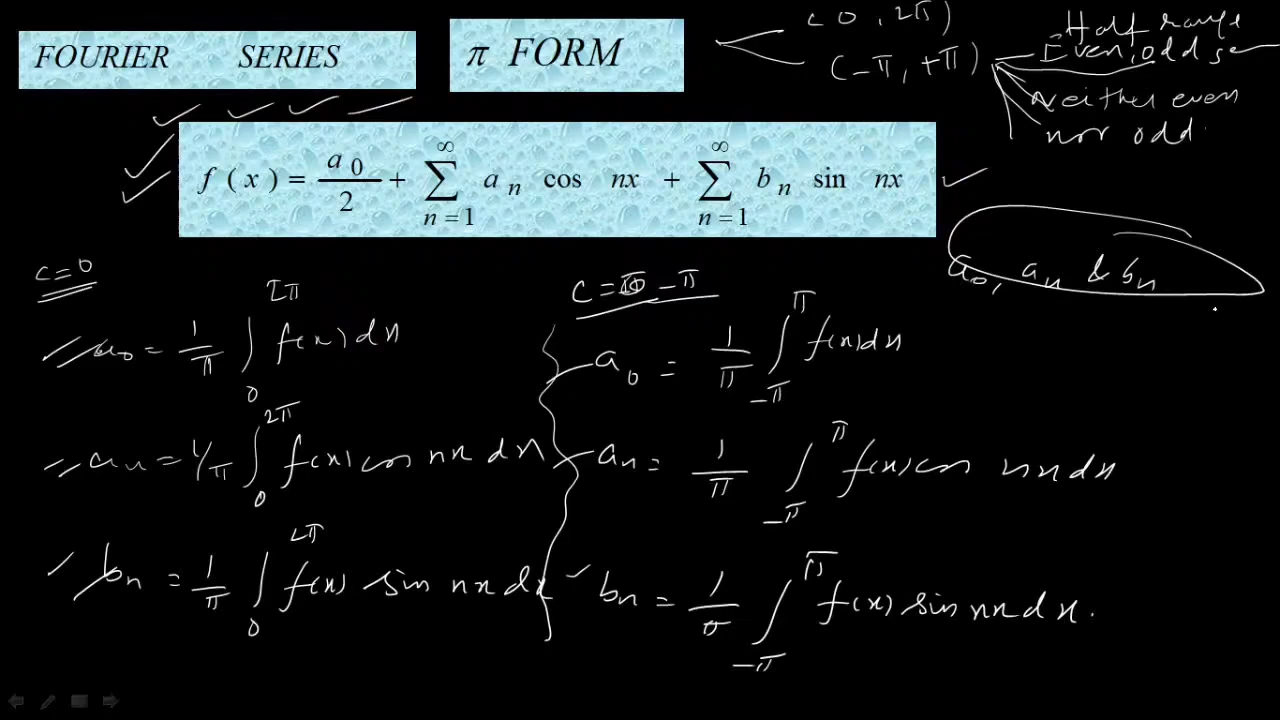 FOURIER SERIES
π FORM
(0, 2π)
(-π, +π)
Half range
Even, odd se
Neither even
nor odd.
f(x) = a0/2 + ∑_{n=1}^{∞} an cos nx + ∑_{n=1}^{∞} bn sin nx
a0, an & bn
c=0
a0 = 1/π ∫_0^{2π} f(x) dx
an = 1/π ∫_0^{2π} f(x) cos nx dx
bn = 1/π ∫_0^{2π} f(x) sin nx dx
c = -π
a0 = 1/π ∫_{-π}^{π} f(x) dx
an = 1/π ∫_{-π}^{π} f(x) cos nx dx
bn = 1/π ∫_{-π}^{π} f(x) sin nx dx.